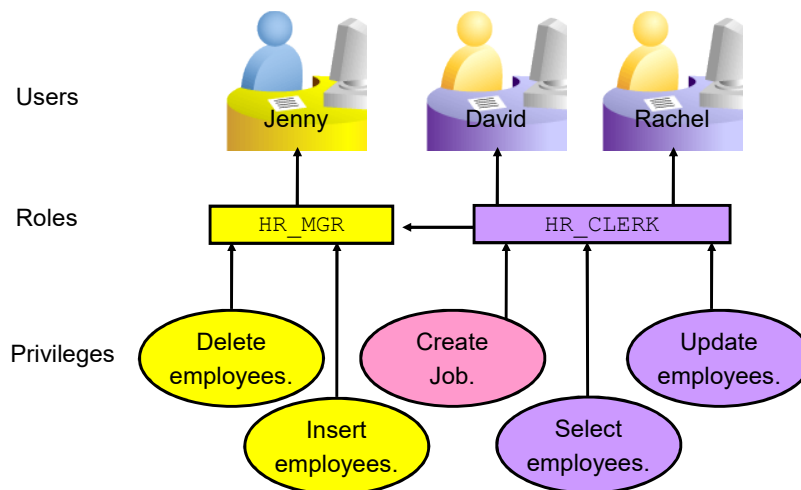 Users
Jenny
David
Rachel
Roles
HR_MGR
HR_CLERK
Privileges
Delete
employees.
Create
Job.
Update
employees.
Insert
employees.
Select
employees.